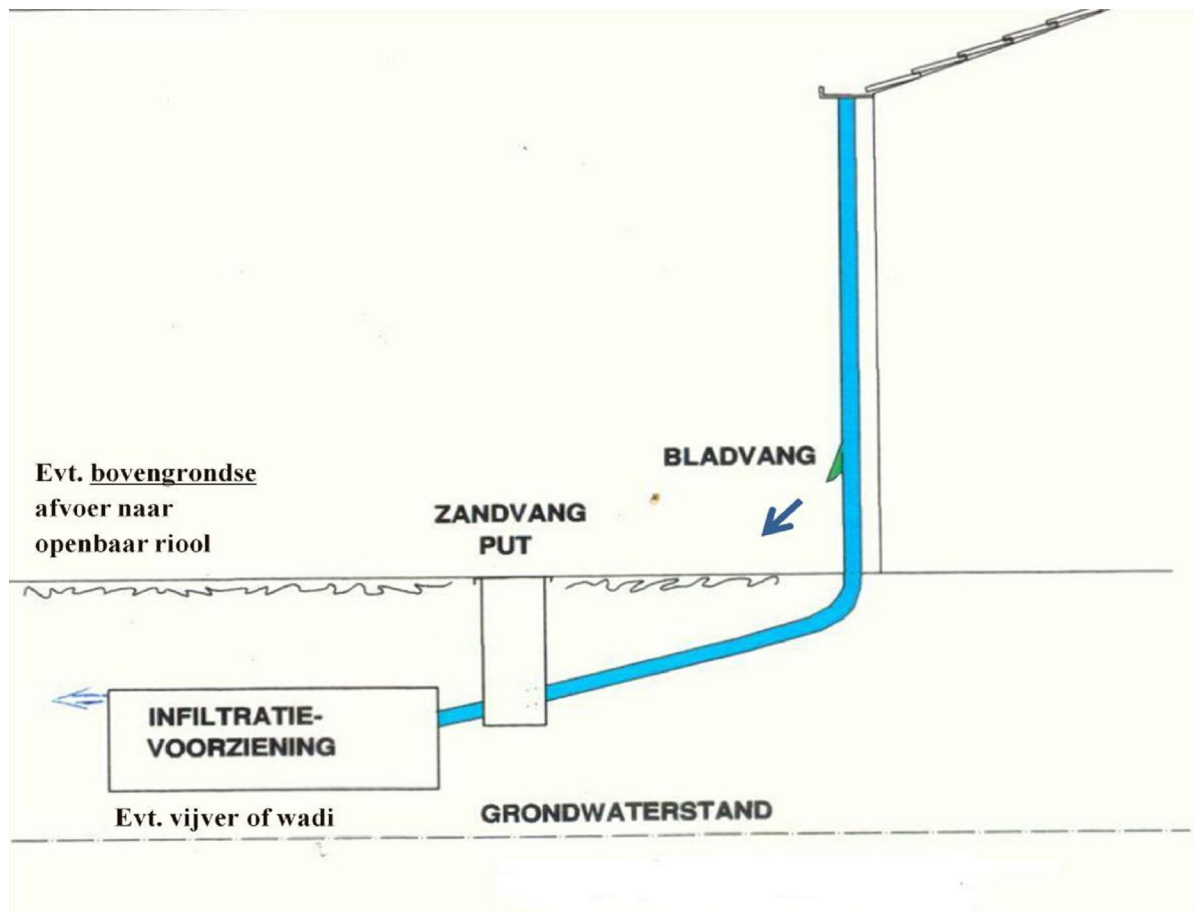 BLADVANG
Evt. bovengrondse
afvoer naar
openbaar riool
ZANDVANG
PUT
INFILTRATIE-
VOORZIENING
Evt. vijver of wadi
GRONDWATERSTAND